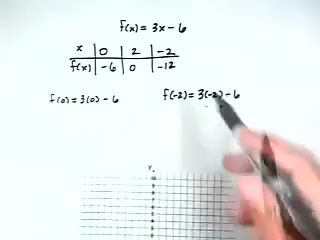 f(x) = 3x - 6
x | 0 | 2 | -2
f(x) | -6 | 0 | -12
f(0) = 3(0) - 6
f(-2) = 3(-2) - 6
y